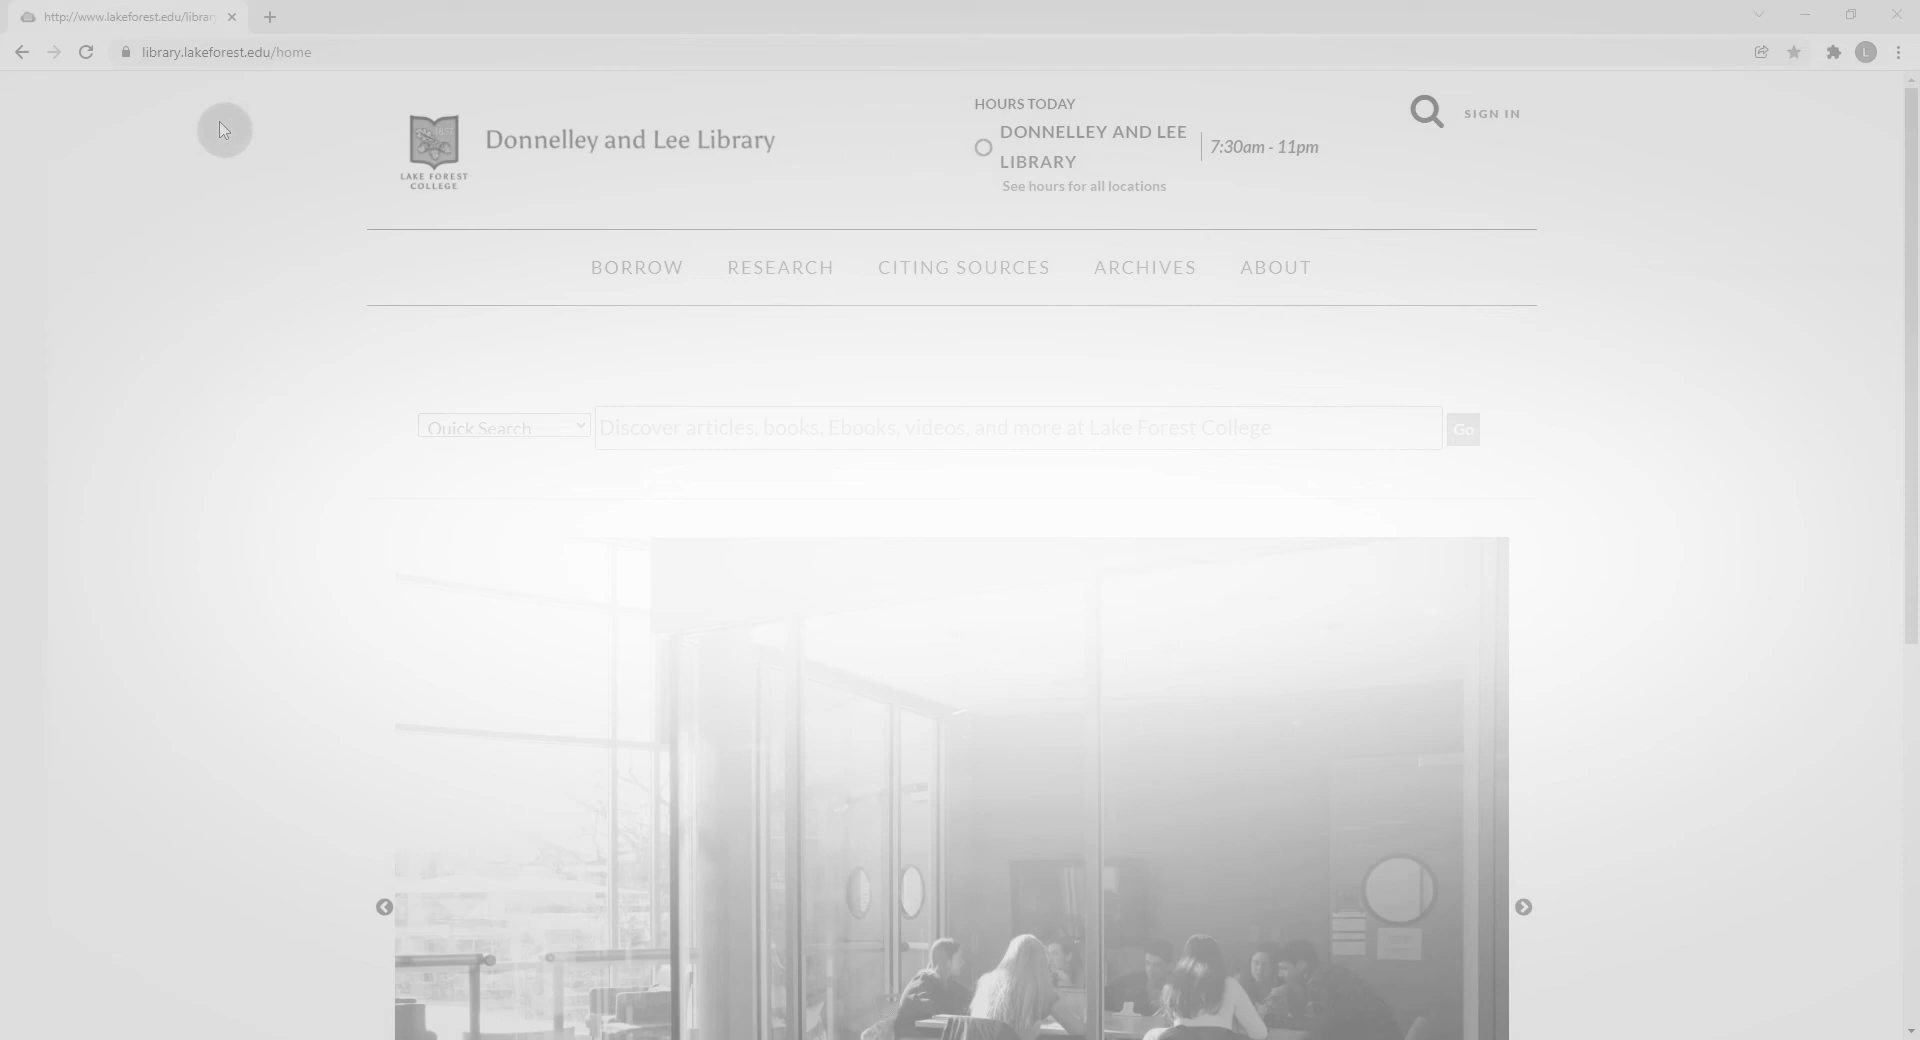 http://www.lakeforest.edu/librar
library.lakeforest.edu/home
L
HOURS TODAY
SIGN IN
DONNELLEY AND LEE
LIBRARY
7:30am - 11pm
See hours for all locations
Donnelley and Lee Library
1857
LAKE FOREST
COLLEGE
BORROW
RESEARCH
CITING SOURCES
ARCHIVES
ABOUT
Quick Search
Discover articles, books, Ebooks, videos, and more at Lake Forest College
Go